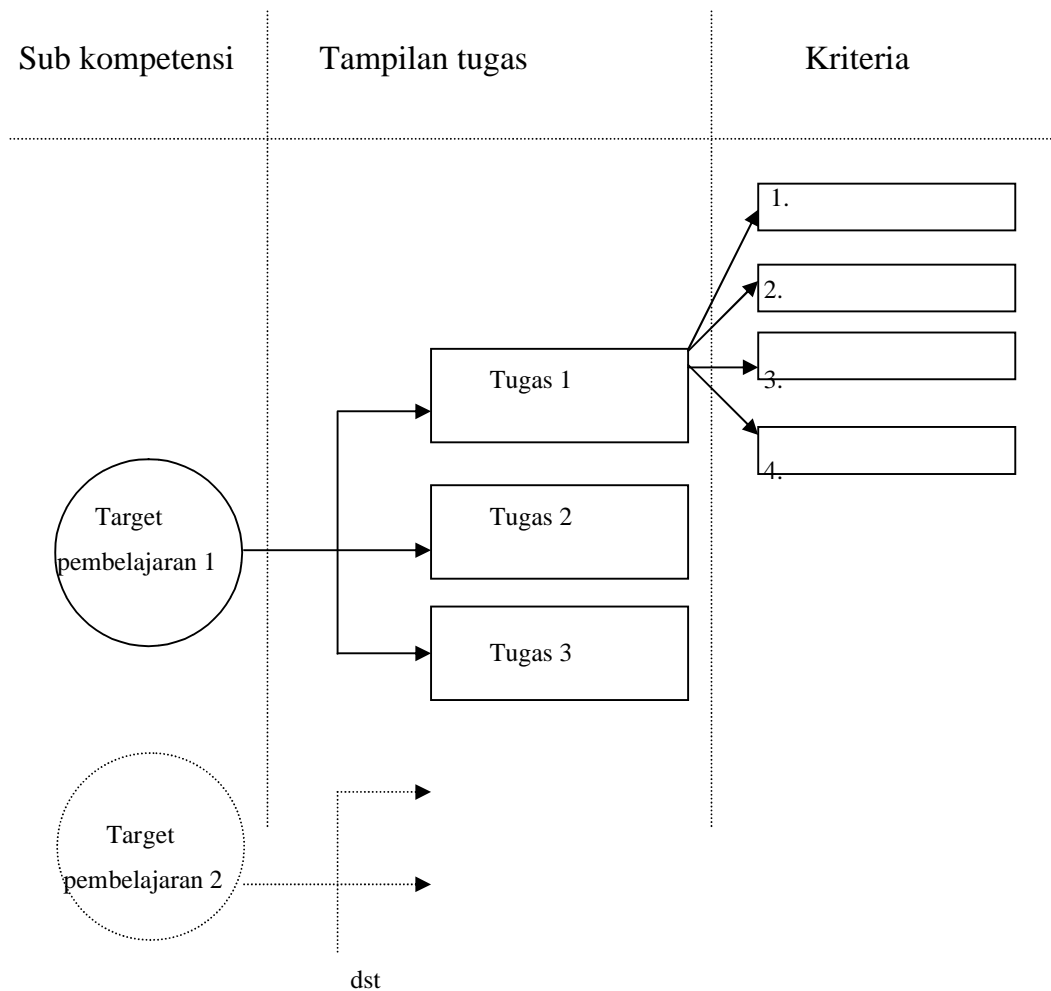 Sub kompetensi
Tampilan tugas
Kriteria
1.
2.
3.
4.
Tugas 1
Tugas 2
Tugas 3
Target
pembelajaran 1
Target
pembelajaran 2
dst